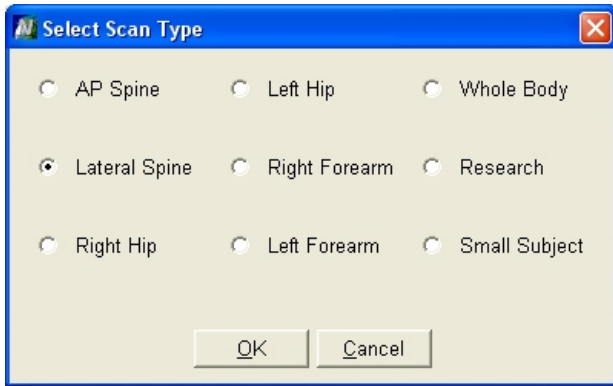 Select Scan Type
AP Spine Left Hip Whole Body
Lateral Spine Right Forearm Research
Right Hip Left Forearm Small Subject
OK Cancel